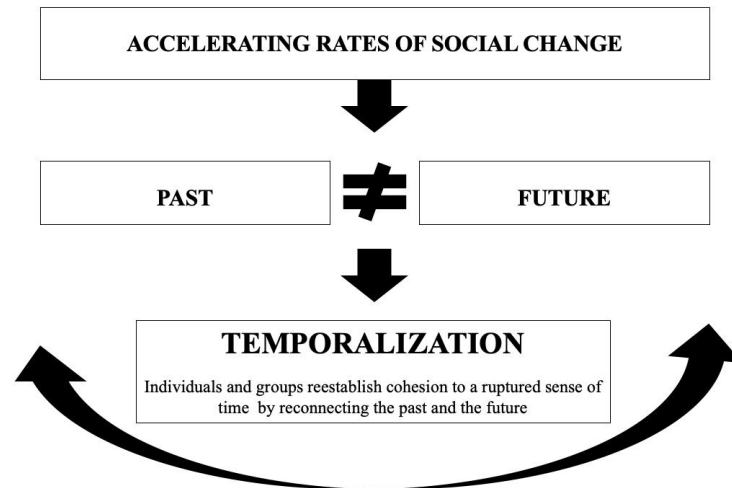 ACCELERATING RATES OF SOCIAL CHANGE
PAST ≠ FUTURE
TEMPORALIZATION
Individuals and groups reestablish cohesion to a ruptured sense of
time by reconnecting the past and the future